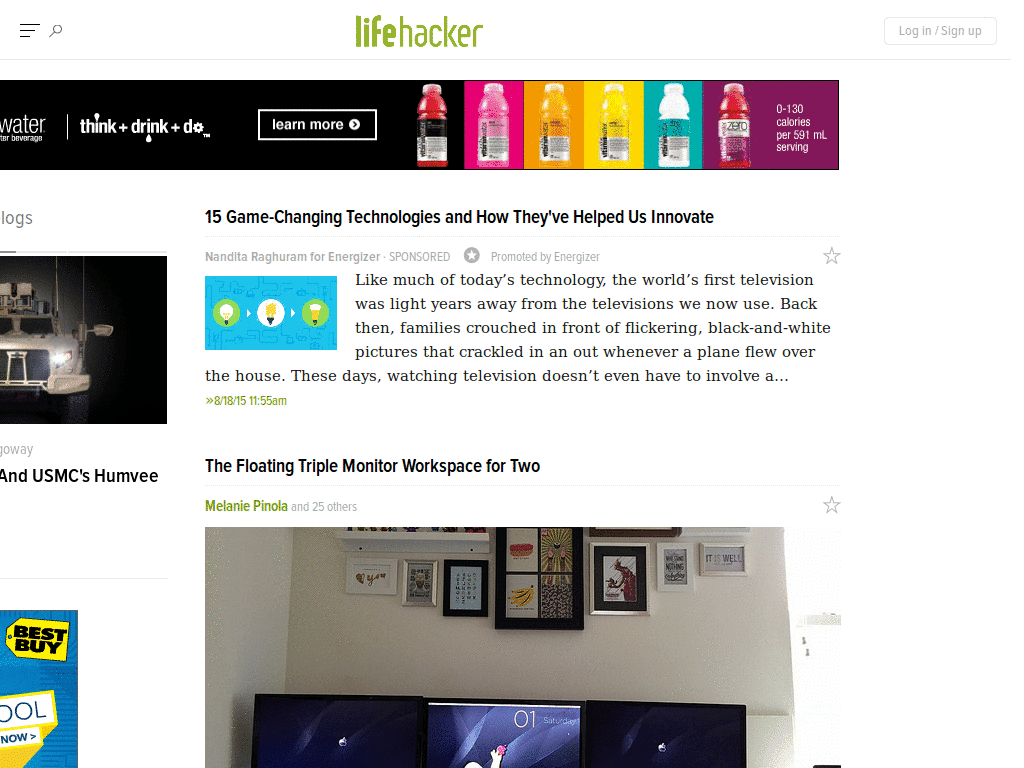 lifehacker
Log in / Sign up
water
think + drink + do
learn more
zero
0-130
calories
per 591 mL
serving
logs
15 Game-Changing Technologies and How They've Helped Us Innovate
Nandita Raghuram for Energizer · SPONSORED Promoted by Energizer
Like much of today’s technology, the world’s first television
was light years away from the televisions we now use. Back
then, families crouched in front of flickering, black-and-white
pictures that crackled in an out whenever a plane flew over
the house. These days, watching television doesn’t even have to involve a...
»8/18/15 11:55am
goway
And USMC's Humvee
The Floating Triple Monitor Workspace for Two
Melanie Pinola and 25 others
IT IS WELL
BEST
BUY
OOL
NOW >
01 Saturday